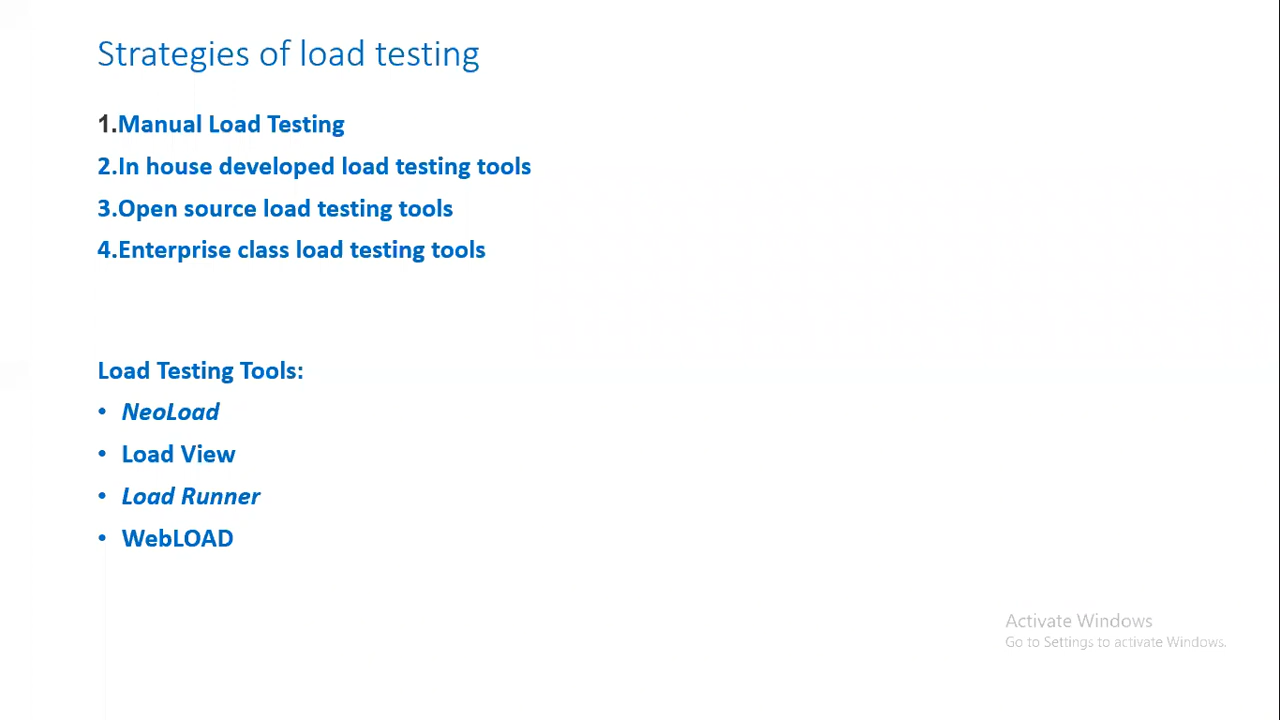 Strategies of load testing
1.Manual Load Testing
2.In house developed load testing tools
3.Open source load testing tools
4.Enterprise class load testing tools
Load Testing Tools:
• NeoLoad
• Load View
• Load Runner
• WebLOAD
Activate Windows
Go to Settings to activate Windows.